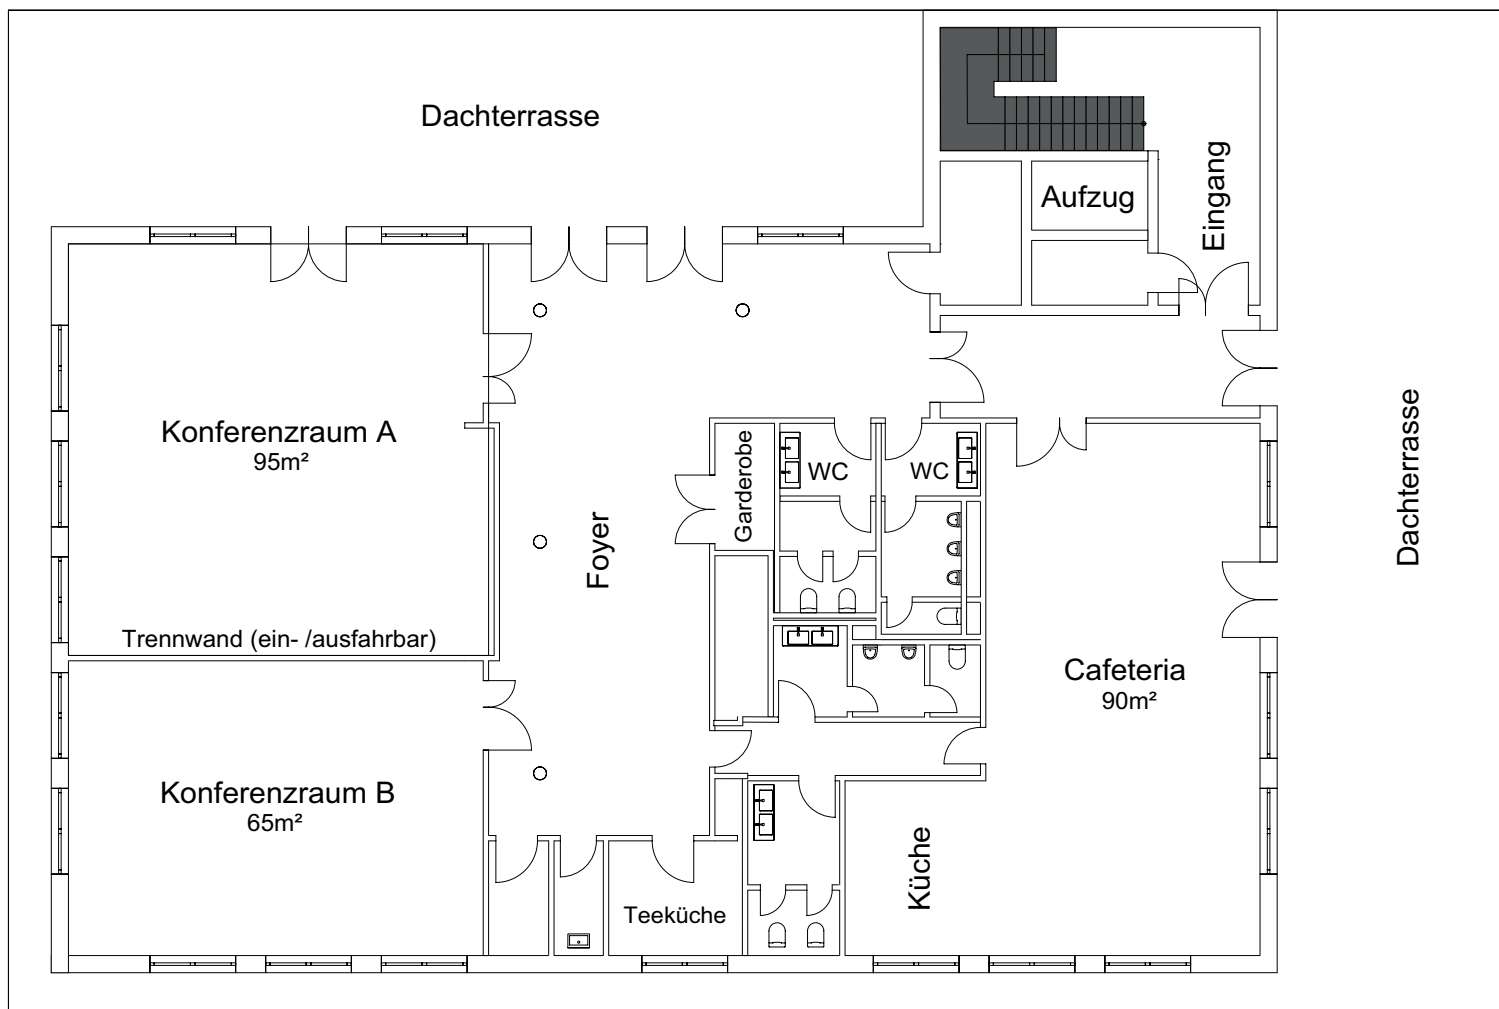 Dachterrasse
Aufzug
Eingang
Konferenzraum A
95m²
Garderobe
WC
WC
Dachterrasse
Foyer
Trennwand (ein- /ausfahrbar)
Cafeteria
90m²
Konferenzraum B
65m²
Küche
Teeküche